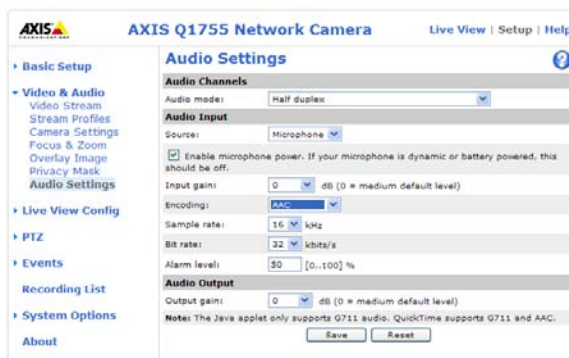 AXIS
COMMUNICATIONS
AXIS Q1755 Network Camera
Live View | Setup | Help
Basic Setup
Video & Audio
Video Stream
Stream Profiles
Camera Settings
Focus & Zoom
Overlay Image
Privacy Mask
Audio Settings
Live View Config
PTZ
Events
Recording List
System Options
About
Audio Settings
?
Audio Channels
Audio mode: Half duplex
Audio Input
Source: Microphone
Enable microphone power. If your microphone is dynamic or battery powered, this
should be off.
Input gain: 0 dB (0 = medium default level)
Encoding: AAC
Sample rate: 16 kHz
Bit rate: 32 kbits/s
Alarm level: 50 [0..100] %
Audio Output
Output gain: 0 dB (0 = medium default level)
Note: The Java applet only supports G711 audio. QuickTime supports G711 and AAC.
Save Reset